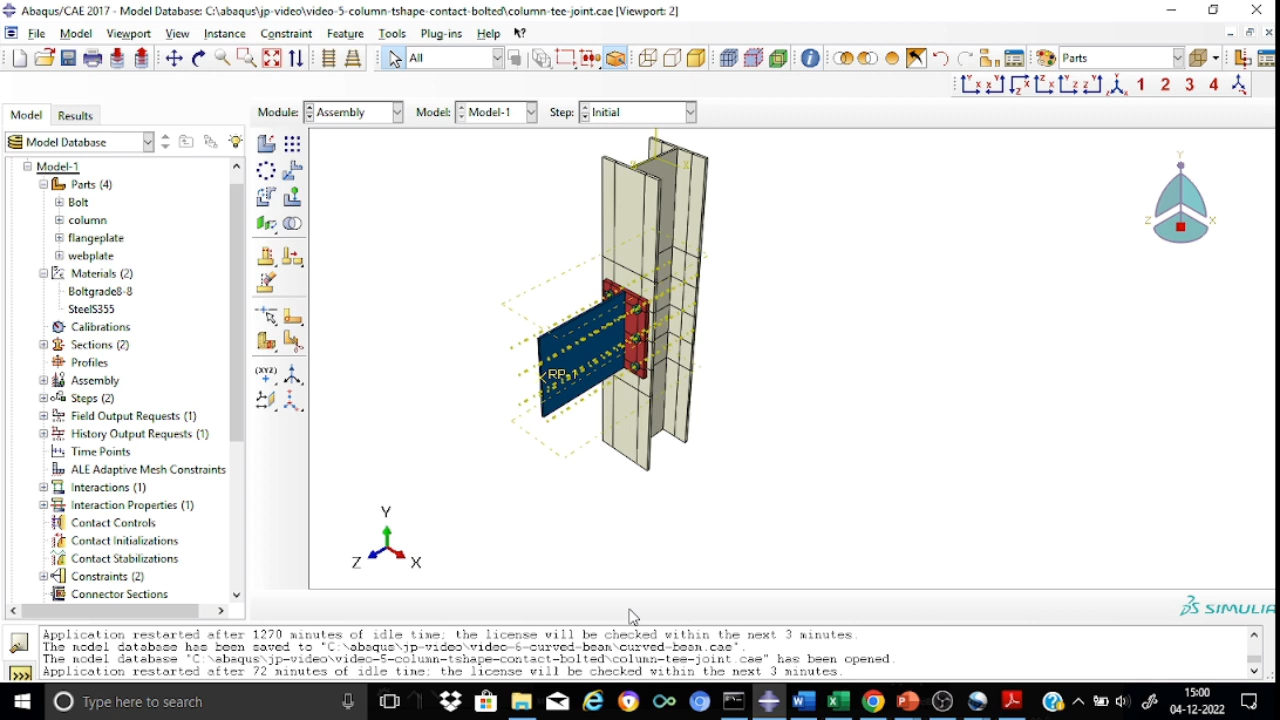 Abaqus/CAE 2017 - Model Database: C:\abaqus\jp-video\video-5-column-tshape-contact-bolted\column-tee-joint.cae [Viewport: 2]
File Model Viewport View Instance Constraint Feature Tools Plug-ins Help
All Parts
1 2 3 4
Model Results Module: Assembly Model: Model-1 Step: Initial
Model Database
Model-1
Parts (4)
Bolt
column
flangeplate
webplate
Materials (2)
Boltgrade8-8
SteelS355
Calibrations
Sections (2)
Profiles
Assembly
Steps (2)
Field Output Requests (1)
History Output Requests (1)
Time Points
ALE Adaptive Mesh Constraints
Interactions (1)
Interaction Properties (1)
Contact Controls
Contact Initializations
Contact Stabilizations
Constraints (2)
Connector Sections
(XYZ)
RP-1
Y
Z X
Y
Z X
SIMULIA
Application restarted after 1270 minutes of idle time; the license will be checked within the next 3 minutes.
The model database has been saved to "C:\abaqus\jp-video\video-6-curved-beam\curved-beam.cae".
The model database "C:\abaqus\jp-video\video-5-column-tshape-contact-bolted\column-tee-joint.cae" has been opened.
Application restarted after 72 minutes of idle time; the license will be checked within the next 3 minutes.
Type here to search
15:00
04-12-2022